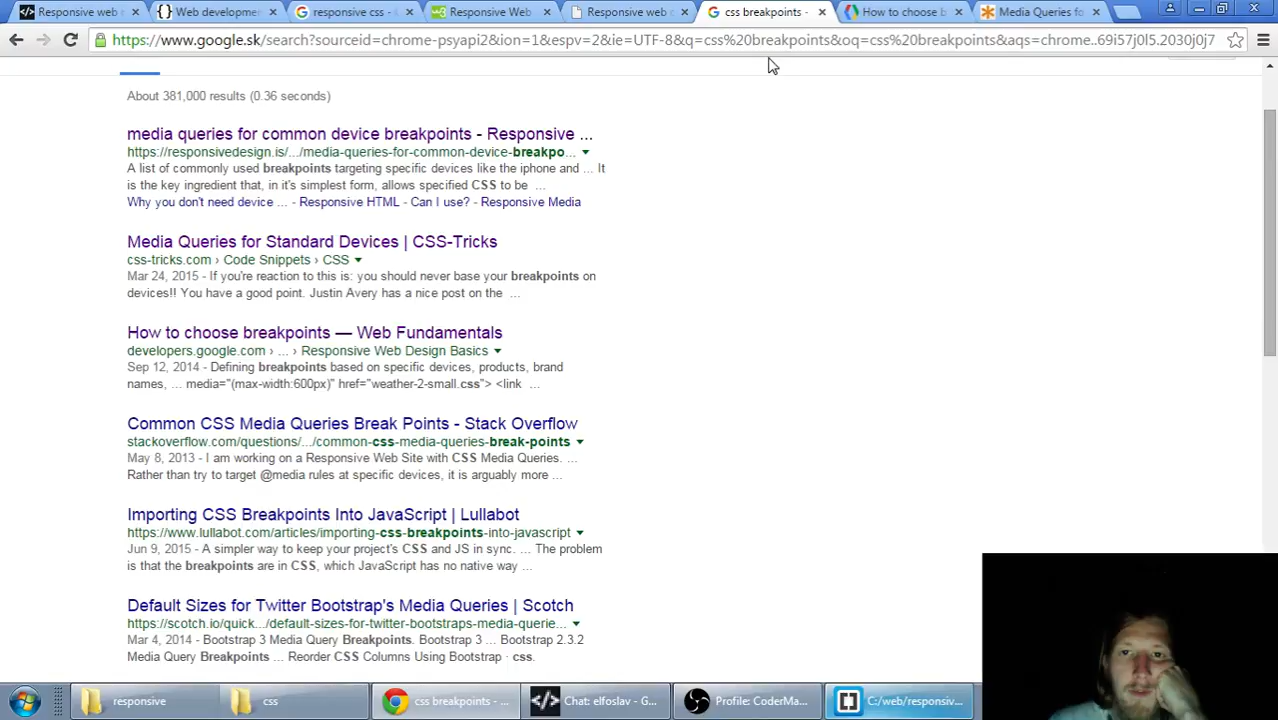 Responsive web d
Web developmen
responsive css - G
Responsive Web
Responsive web d
css breakpoints -
How to choose b
Media Queries fo
https://www.google.sk/search?sourceid=chrome-psyapi2&ion=1&espv=2&ie=UTF-8&q=css%20breakpoints&oq=css%20breakpoints&aqs=chrome..69i57j0l5.2030j0j7
About 381,000 results (0.36 seconds)
media queries for common device breakpoints - Responsive ...
https://responsivedesign.is/.../media-queries-for-common-device-breakpo...
A list of commonly used breakpoints targeting specific devices like the iphone and ... It
is the key ingredient that, in it's simplest form, allows specified CSS to be ...
Why you don't need device ... - Responsive HTML - Can I use? - Responsive Media
Media Queries for Standard Devices | CSS-Tricks
css-tricks.com › Code Snippets › CSS
Mar 24, 2015 - If you're reaction to this is: you should never base your breakpoints on
devices!! You have a good point. Justin Avery has a nice post on the ...
How to choose breakpoints — Web Fundamentals
developers.google.com › ... › Responsive Web Design Basics
Sep 12, 2014 - Defining breakpoints based on specific devices, products, brand
names, ... media="(max-width:600px)" href="weather-2-small.css"> <link ...
Common CSS Media Queries Break Points - Stack Overflow
stackoverflow.com/questions/.../common-css-media-queries-break-points
May 8, 2013 - I am working on a Responsive Web Site with CSS Media Queries. ...
Rather than try to target @media rules at specific devices, it is arguably more ...
Importing CSS Breakpoints Into JavaScript | Lullabot
https://www.lullabot.com/articles/importing-css-breakpoints-into-javascript
Jun 9, 2015 - A simpler way to keep your project's CSS and JS in sync. ... The problem
is that the breakpoints are in CSS, which JavaScript has no native way ...
Default Sizes for Twitter Bootstrap's Media Queries | Scotch
https://scotch.io/quick.../default-sizes-for-twitter-bootstraps-media-querie...
Mar 4, 2014 - Bootstrap 3 Media Query Breakpoints. Bootstrap 3 ... Bootstrap 2.3.2
Media Query Breakpoints ... Reorder CSS Columns Using Bootstrap · css.
responsive
css
css breakpoints - ...
Chat: elfoslav - G...
Profile: CoderMa...
C:/web/responsiv...